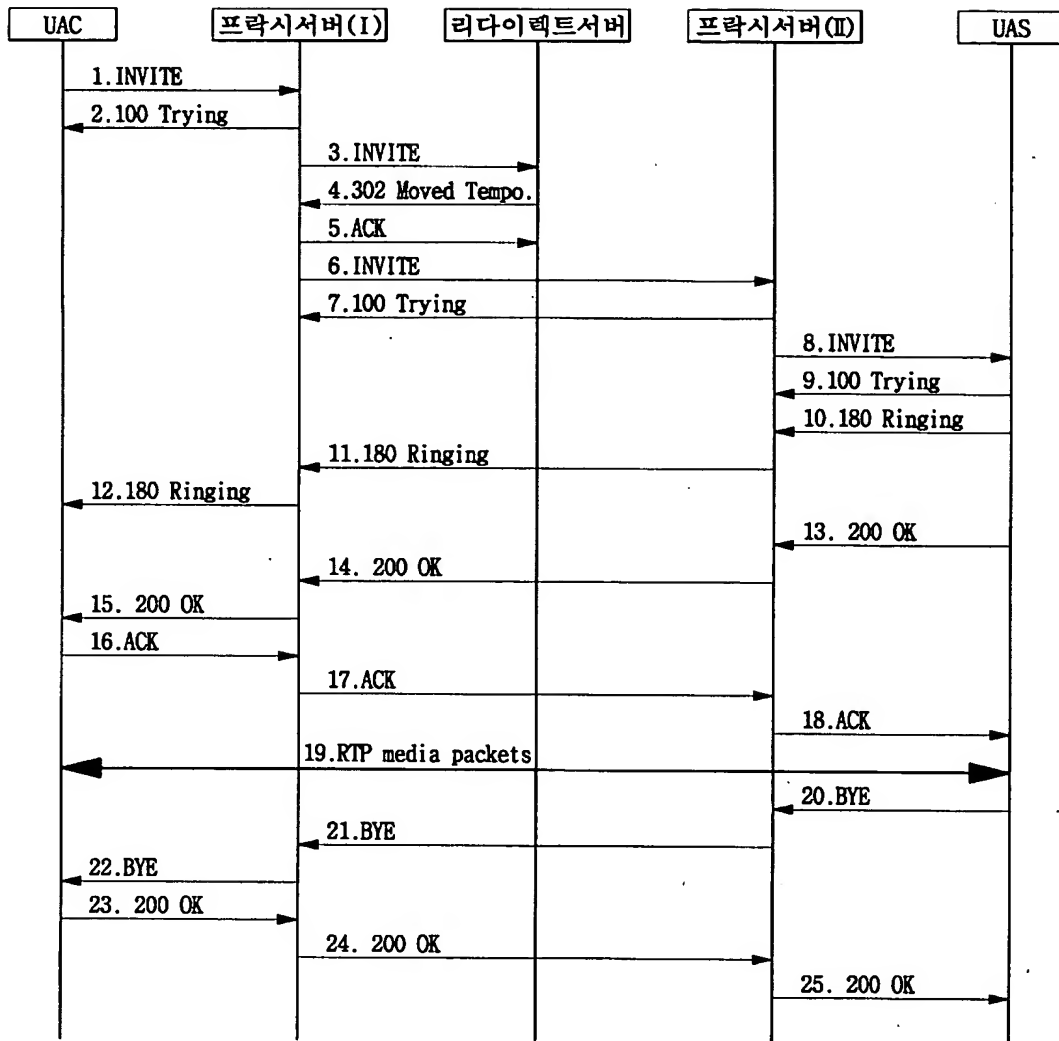 UAC
프락시서버(I)
리다이렉트서버
프락시서버(Ⅱ)
UAS
1.INVITE
2.100 Trying
3.INVITE
4.302 Moved Tempo.
5.ACK
6.INVITE
7.100 Trying
8.INVITE
9.100 Trying
10.180 Ringing
11.180 Ringing
12.180 Ringing
13. 200 OK
14. 200 OK
15. 200 OK
16.ACK
17.ACK
18.ACK
19.RTP media packets
20.BYE
21.BYE
22.BYE
23. 200 OK
24. 200 OK
25. 200 OK